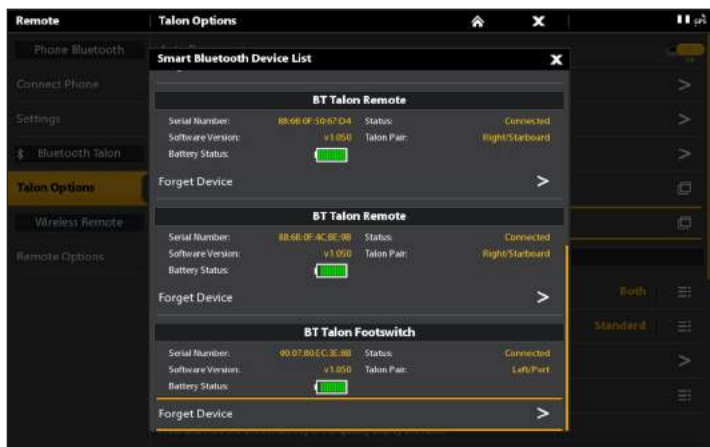 Remote
Talon Options
X
GPS
Phone Bluetooth
Connect Phone
Settings
Bluetooth Talon
Talon Options
Wireless Remote
Remote Options
Both
Standard
Smart Bluetooth Device List
X
BT Talon Remote
Serial Number: 88:6B:0F:50:67:D4 Status: Connected
Software Version: v1.050 Talon Pair: Right/Starboard
Battery Status:
Forget Device >
BT Talon Remote
Serial Number: 88:6B:0F:4C:BE:9B Status: Connected
Software Version: v1.050 Talon Pair: Right/Starboard
Battery Status:
Forget Device >
BT Talon Footswitch
Serial Number: 00:07:80:EC:3E:8B Status: Connected
Software Version: v1.050 Talon Pair: Left/Port
Battery Status:
Forget Device >